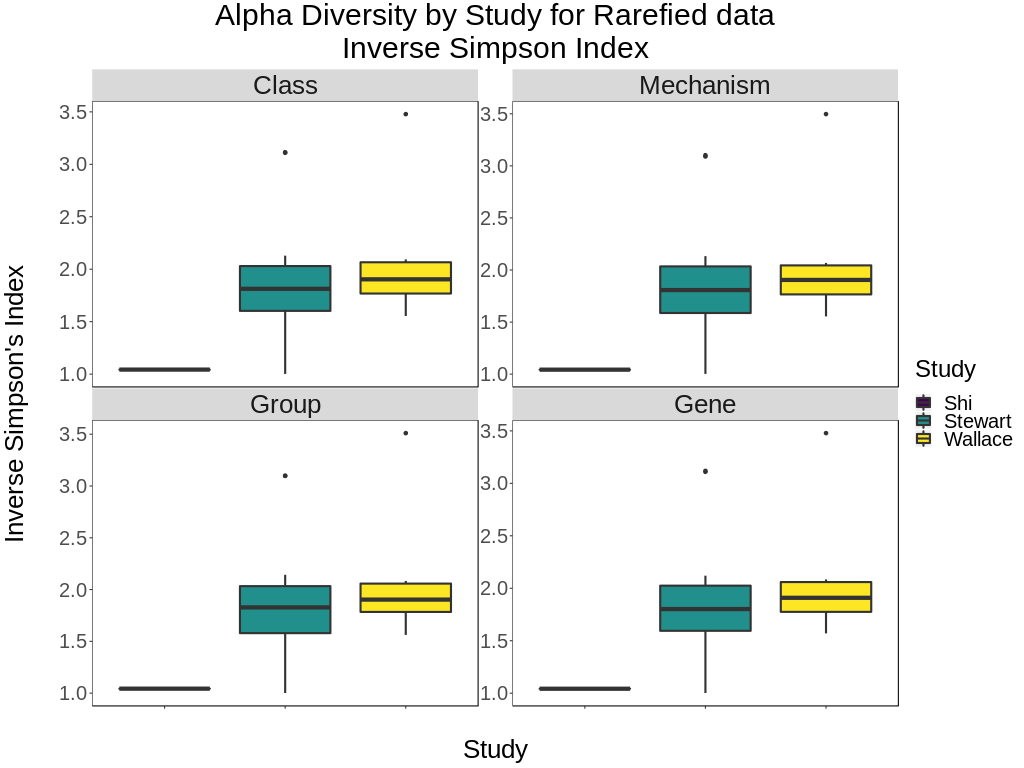 Alpha Diversity by Study for Rarefied data
Inverse Simpson Index
Class
Mechanism
3.5
3.0
2.5
2.0
1.5
1.0
3.5
3.0
2.5
2.0
1.5
1.0
Group
Gene
3.5
3.0
2.5
2.0
1.5
1.0
3.5
3.0
2.5
2.0
1.5
1.0
Inverse Simpson's Index
Study
Study
Shi
Stewart
Wallace